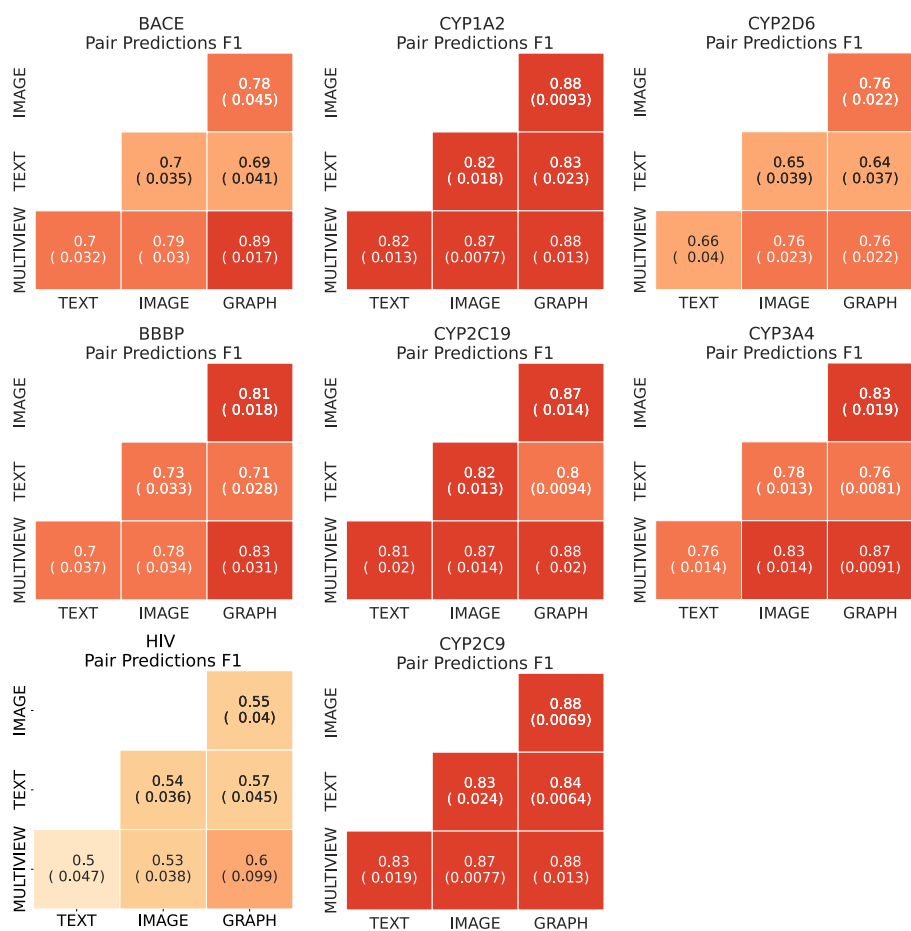 BACE
Pair Predictions F1
IMAGE
0.78
( 0.045)
TEXT
0.7
( 0.035)
0.69
( 0.041)
MULTIVIEW
0.7
( 0.032)
0.79
( 0.03)
0.89
( 0.017)
TEXT IMAGE GRAPH
CYP1A2
Pair Predictions F1
IMAGE
0.88
(0.0093)
TEXT
0.82
( 0.018)
0.83
( 0.023)
MULTIVIEW
0.82
( 0.013)
0.87
(0.0077)
0.88
( 0.013)
TEXT IMAGE GRAPH
CYP2D6
Pair Predictions F1
IMAGE
0.76
( 0.022)
TEXT
0.65
( 0.039)
0.64
( 0.037)
MULTIVIEW
0.66
( 0.04)
0.76
( 0.023)
0.76
( 0.022)
TEXT IMAGE GRAPH
BBBP
Pair Predictions F1
IMAGE
0.81
( 0.018)
TEXT
0.73
( 0.033)
0.71
( 0.028)
MULTIVIEW
0.7
( 0.037)
0.78
( 0.034)
0.83
( 0.031)
TEXT IMAGE GRAPH
CYP2C19
Pair Predictions F1
IMAGE
0.87
( 0.014)
TEXT
0.82
( 0.013)
0.8
(0.0094)
MULTIVIEW
0.81
( 0.02)
0.87
( 0.014)
0.88
( 0.02)
TEXT IMAGE GRAPH
CYP3A4
Pair Predictions F1
IMAGE
0.83
( 0.019)
TEXT
0.78
( 0.013)
0.76
(0.0081)
MULTIVIEW
0.76
( 0.014)
0.83
( 0.014)
0.87
(0.0091)
TEXT IMAGE GRAPH
HIV
Pair Predictions F1
IMAGE
0.55
( 0.04)
TEXT
0.54
( 0.036)
0.57
( 0.045)
MULTIVIEW
0.5
( 0.047)
0.53
( 0.038)
0.6
( 0.099)
TEXT IMAGE GRAPH
CYP2C9
Pair Predictions F1
IMAGE
0.88
(0.0069)
TEXT
0.83
( 0.024)
0.84
(0.0064)
MULTIVIEW
0.83
( 0.019)
0.87
(0.0077)
0.88
( 0.013)
TEXT IMAGE GRAPH